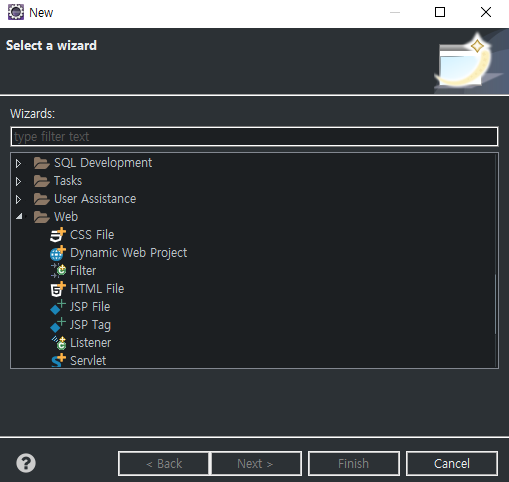 New
Select a wizard
Wizards:
type filter text
SQL Development
Tasks
User Assistance
Web
CSS File
Dynamic Web Project
Filter
HTML File
JSP File
JSP Tag
Listener
Servlet
< Back
Next >
Finish
Cancel